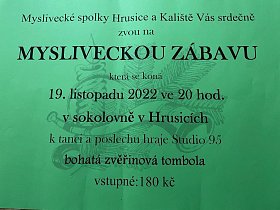 Myslivecké spolky Hrusice a Kaliště Vás srdečně
zvou na
MYSLIVECKOU ZÁBAVU
která se koná
19. listopadu 2022 ve 20 hod.
v sokolovně v Hrusicích
k tanci a poslechu hraje Studio 95
bohatá zvěřinová tombola
vstupné: 180 kč